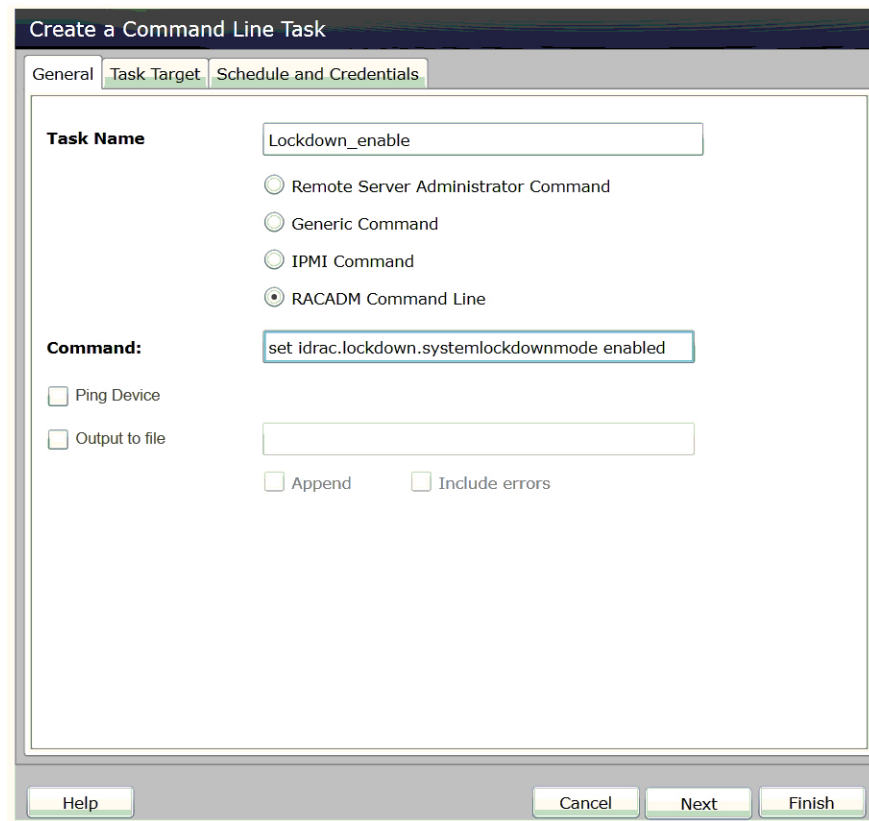 Create a Command Line Task
General Task Target Schedule and Credentials
Task Name Lockdown_enable
Remote Server Administrator Command
Generic Command
IPMI Command
RACADM Command Line
Command: set idrac.lockdown.systemlockdownmode enabled
Ping Device
Output to file
Append Include errors
Help Cancel Next Finish